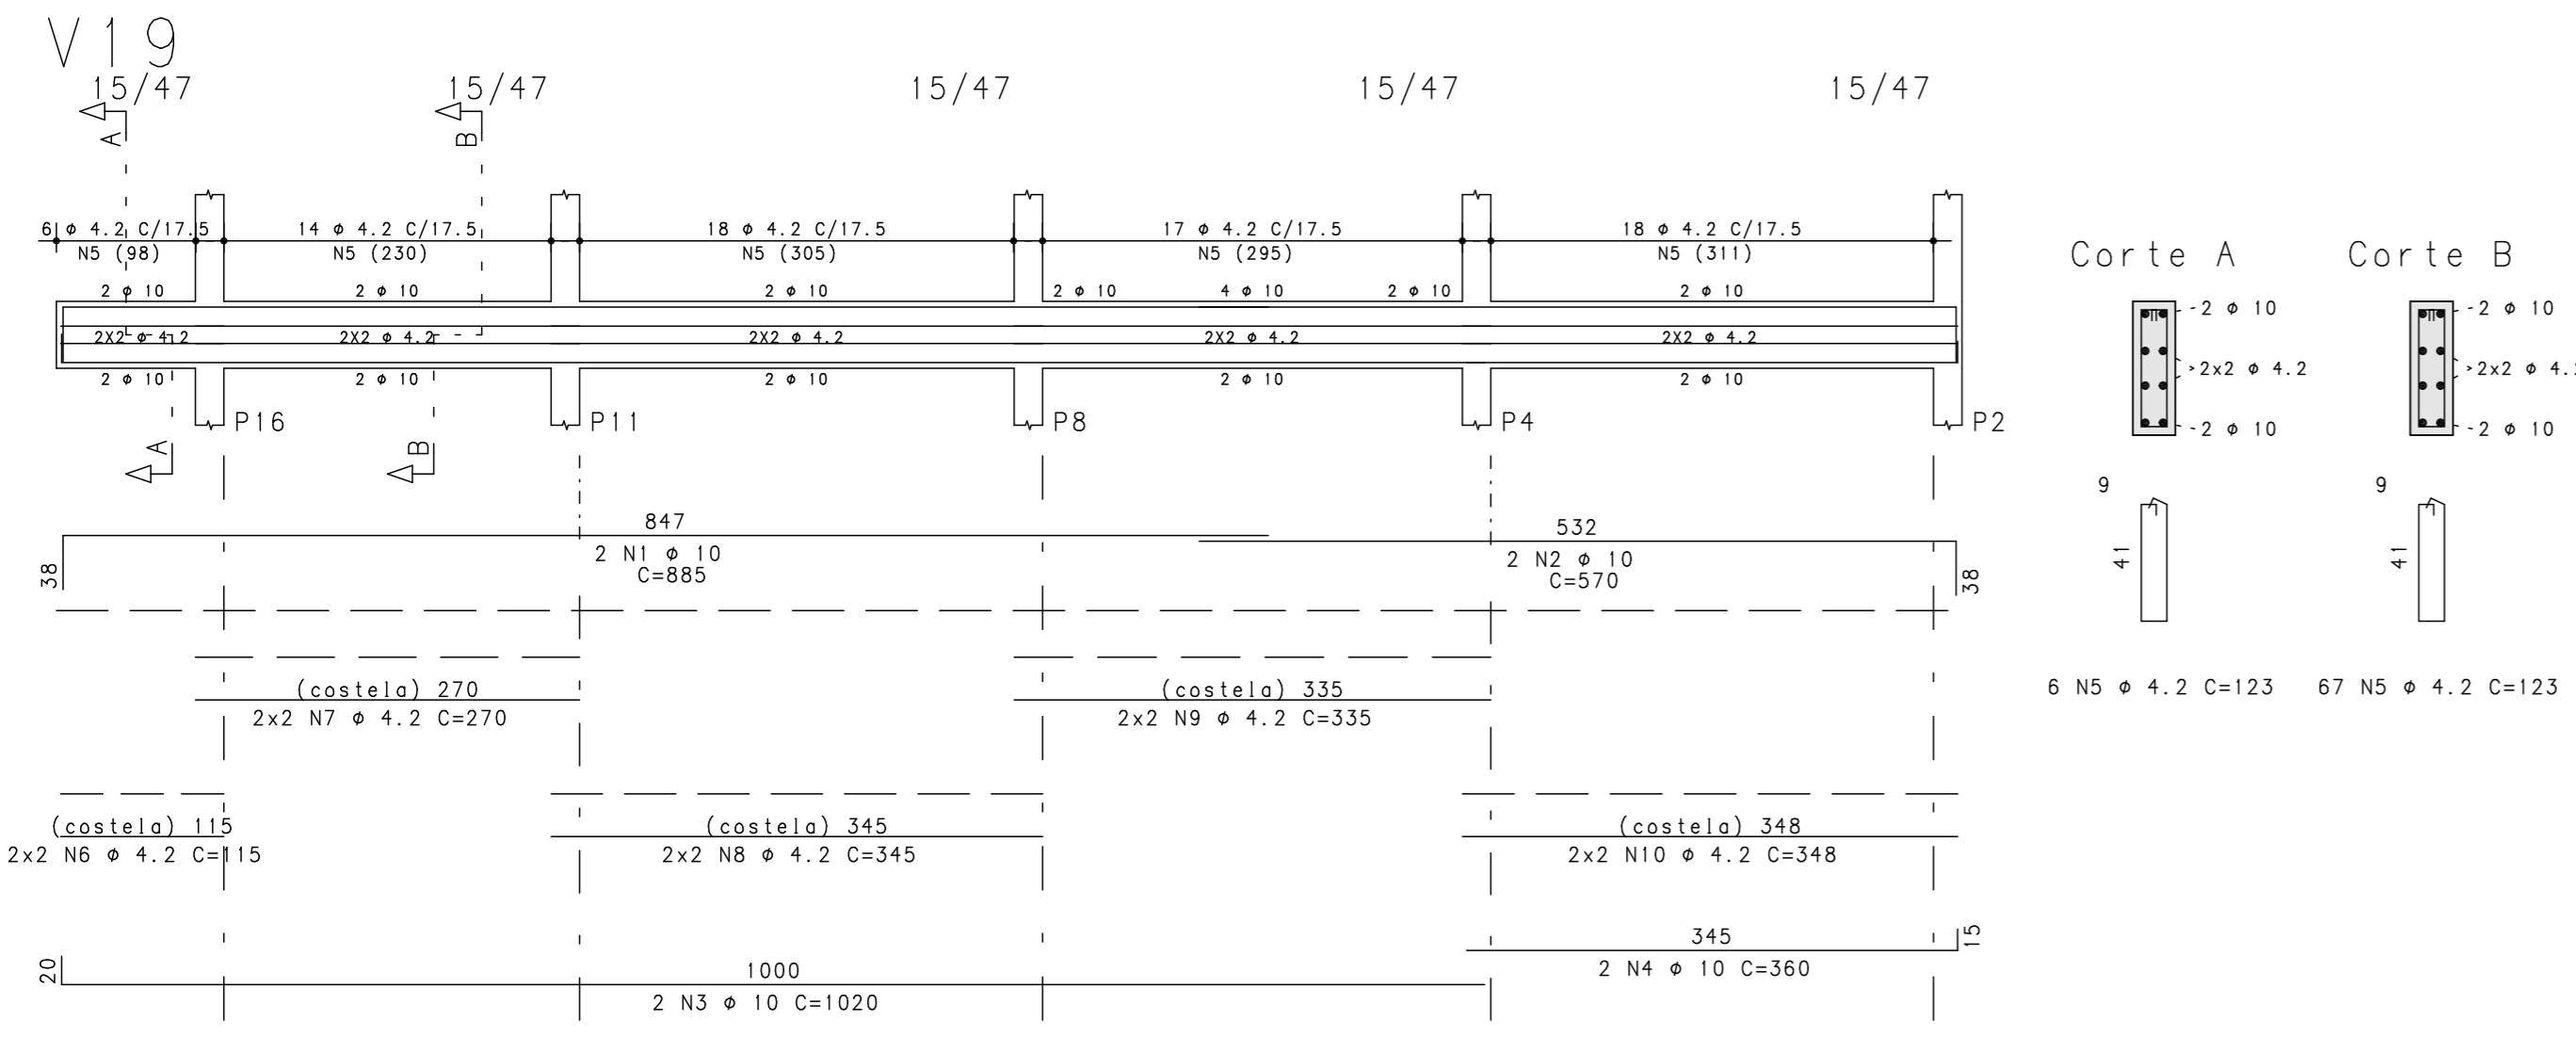 V19
15/47 15/47 15/47 15/47 15/47
A B
6 ø 4.2 C/17.5 14 ø 4.2 C/17.5 18 ø 4.2 C/17.5 17 ø 4.2 C/17.5 18 ø 4.2 C/17.5
N5 (98) N5 (230) N5 (305) N5 (295) N5 (311)
2 ø 10 2 ø 10 2 ø 10 2 ø 10 4 ø 10 2 ø 10 2 ø 10
2X2 ø 4.2 2X2 ø 4.2 2X2 ø 4.2 2X2 ø 4.2 2X2 ø 4.2
2 ø 10 2 ø 10 2 ø 10 2 ø 10 2 ø 10
P16 P11 P8 P4 P2
A B
847
38
2 N1 ø 10
C=885
532
2 N2 ø 10
C=570
38
(costela) 270
2x2 N7 ø 4.2 C=270
(costela) 335
2x2 N9 ø 4.2 C=335
(costela) 115
2x2 N6 ø 4.2 C=115
(costela) 345
2x2 N8 ø 4.2 C=345
(costela) 348
2x2 N10 ø 4.2 C=348
345
15
2 N4 ø 10 C=360
20
1000
2 N3 ø 10 C=1020
Corte A
2 ø 10
2x2 ø 4.2
2 ø 10
9
41
6 N5 ø 4.2 C=123
Corte B
2 ø 10
2x2 ø 4.
2 ø 10
9
41
67 N5 ø 4.2 C=123